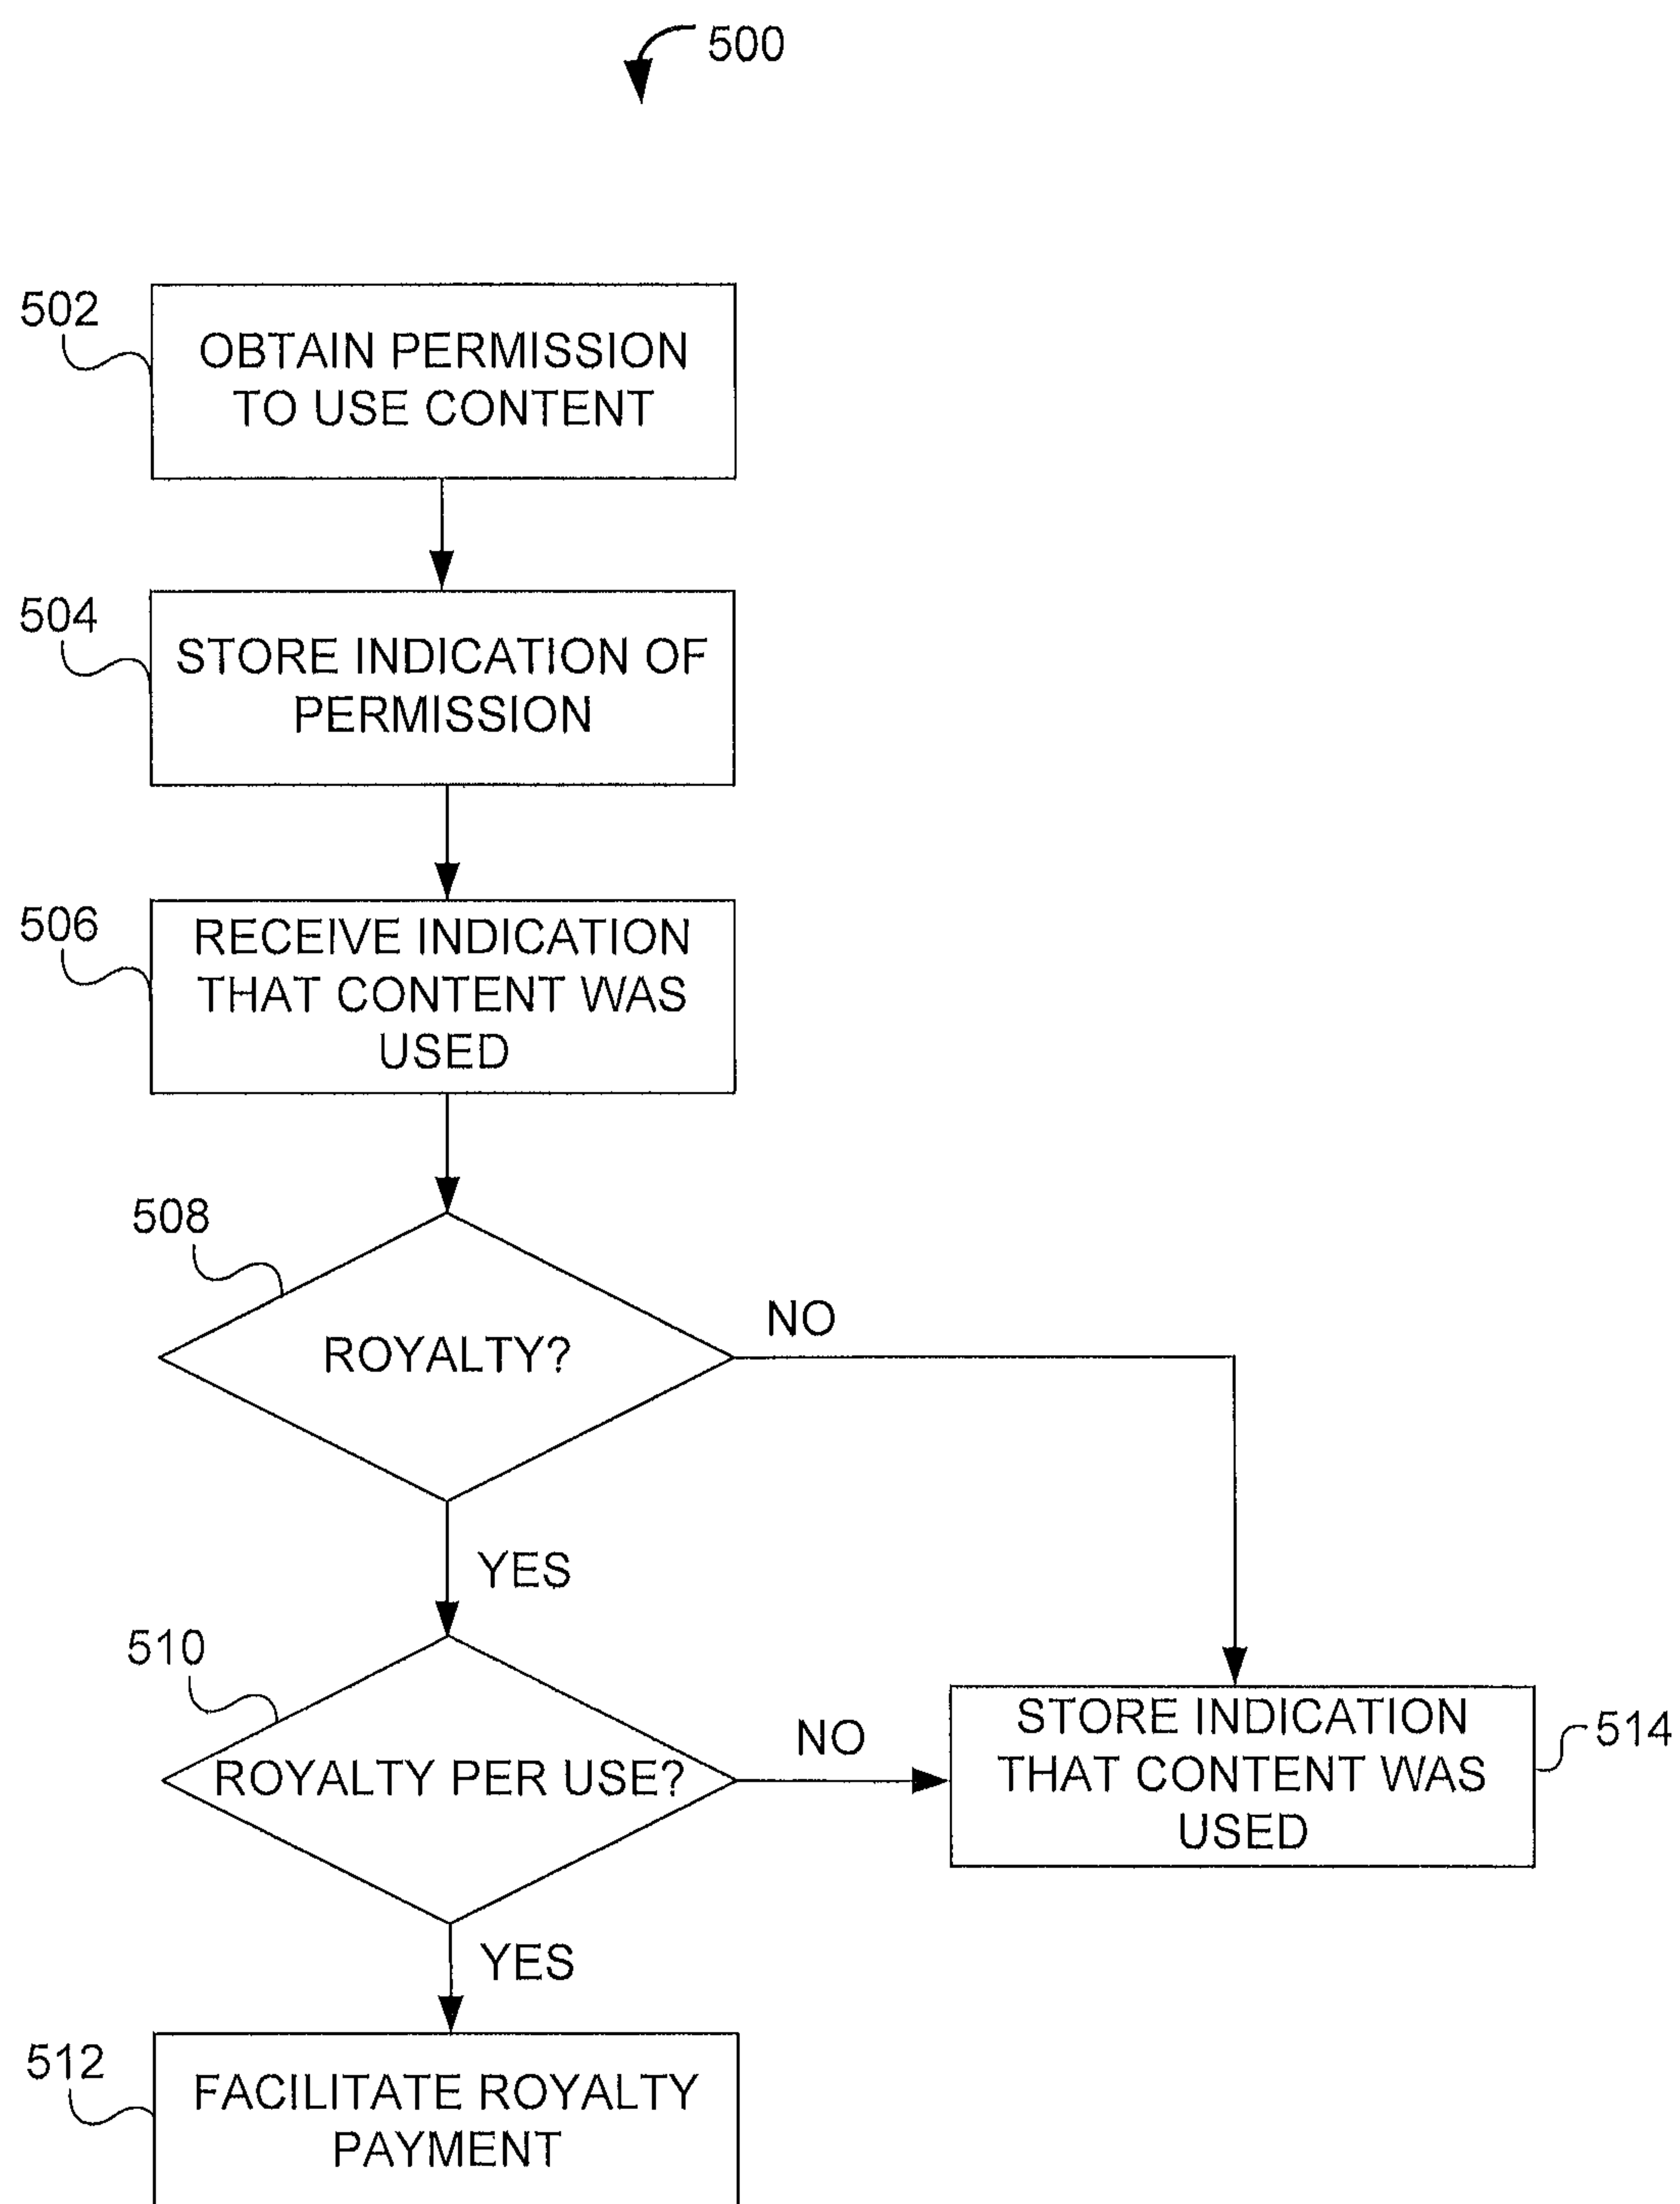 500
502
OBTAIN PERMISSION
TO USE CONTENT
504
STORE INDICATION OF
PERMISSION
506
RECEIVE INDICATION
THAT CONTENT WAS
USED
508
ROYALTY?
NO
YES
510
ROYALTY PER USE?
NO
STORE INDICATION
THAT CONTENT WAS
USED
514
YES
512
FACILITATE ROYALTY
PAYMENT